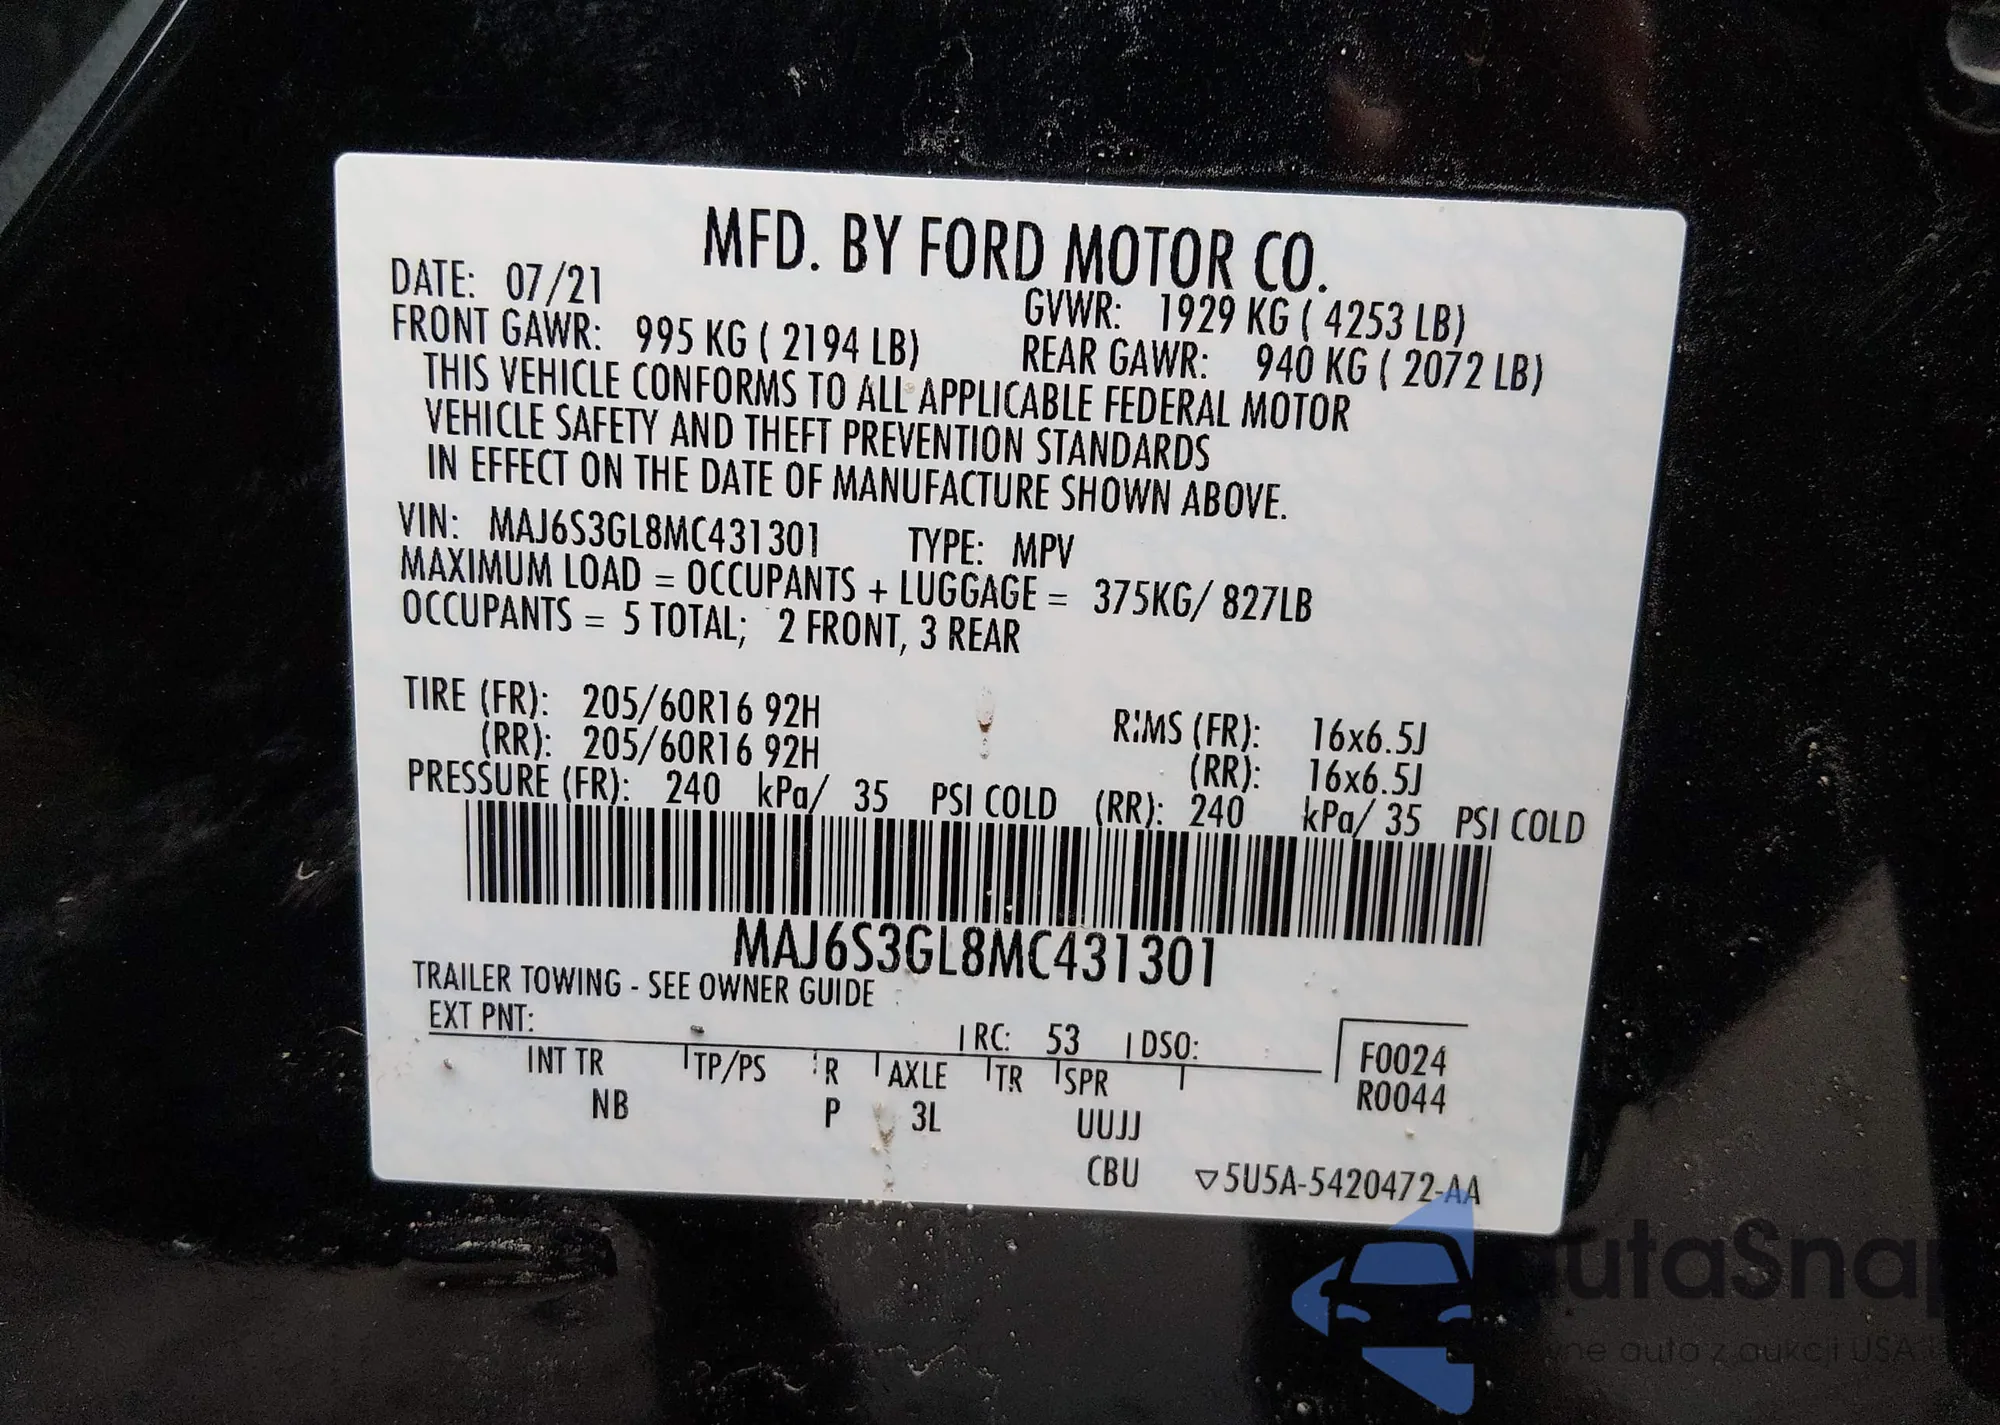 MFD. BY FORD MOTOR CO.
DATE: 07/21 GVWR: 1929 KG ( 4253 LB)
FRONT GAWR: 995 KG ( 2194 LB) REAR GAWR: 940 KG ( 2072 LB)
THIS VEHICLE CONFORMS TO ALL APPLICABLE FEDERAL MOTOR
VEHICLE SAFETY AND THEFT PREVENTION STANDARDS
IN EFFECT ON THE DATE OF MANUFACTURE SHOWN ABOVE.
VIN: MAJ6S3GL8MC431301 TYPE: MPV
MAXIMUM LOAD = OCCUPANTS + LUGGAGE = 375KG/ 827LB
OCCUPANTS = 5 TOTAL; 2 FRONT, 3 REAR
TIRE (FR): 205/60R16 92H RIMS (FR): 16x6.5J
(RR): 205/60R16 92H (RR): 16x6.5J
PRESSURE (FR): 240 kPa/ 35 PSI COLD (RR): 240 kPa/ 35 PSI COLD
MAJ6S3GL8MC431301
TRAILER TOWING - SEE OWNER GUIDE
EXT PNT: RC: 53 DSO: F0024
INT TR TP/PS R AXLE TR SPR R0044
NB P 3L UUJJ
CBU ▽5U5A-5420472-AA
auto z aukcji USA